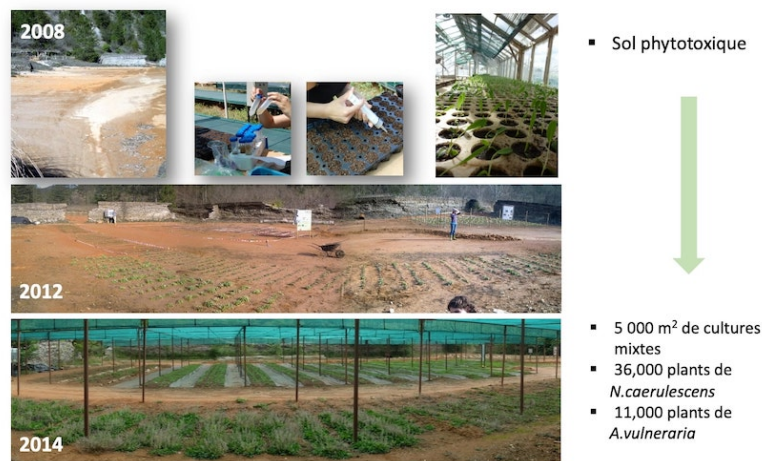 2008
Sol phytotoxique
2012
2014
5 000 m² de cultures
mixtes
36,000 plants de
N.caerulescens
11,000 plants de
A.vulneraria